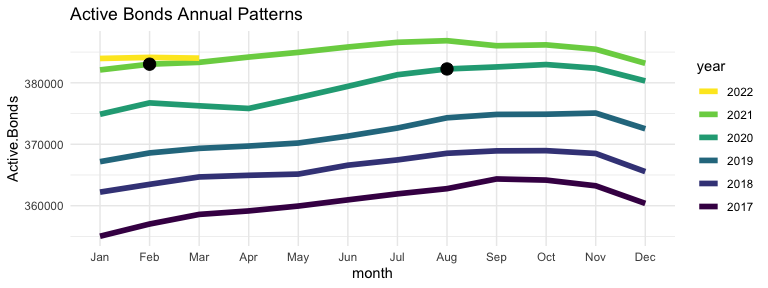 Active Bonds Annual Patterns
Active.Bonds
380000
370000
360000
Jan Feb Mar Apr May Jun Jul Aug Sep Oct Nov Dec
month
year
2022
2021
2020
2019
2018
2017